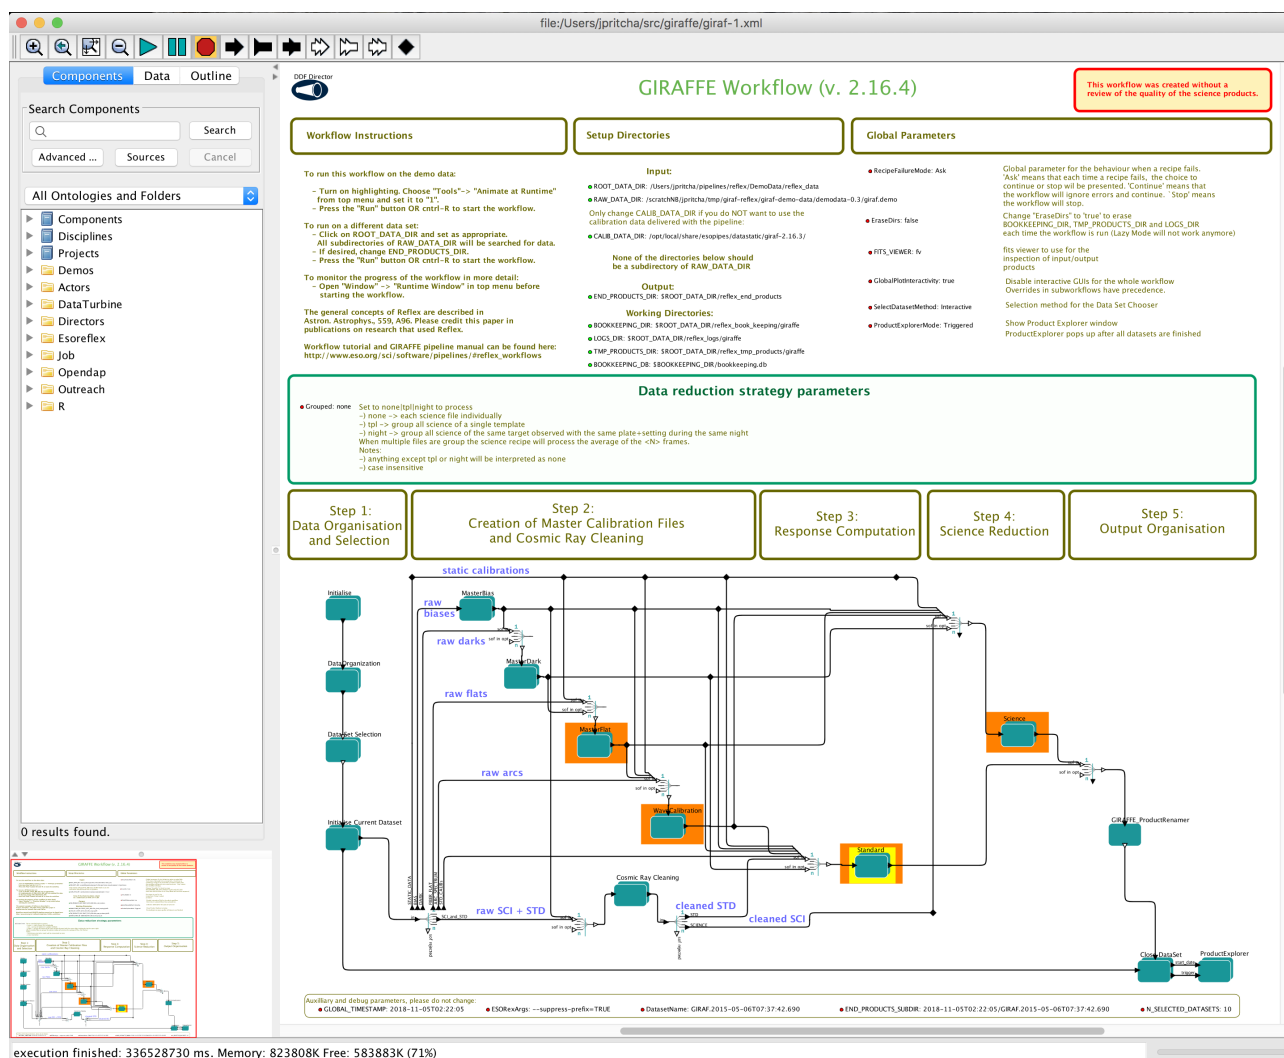 file:/Users/jpritcha/src/giraffe/giraf-1.xml
Components Data Outline
Search Components
Search
Advanced ... Sources Cancel
All Ontologies and Folders
Components
Disciplines
Projects
Demos
Actors
DataTurbine
Directors
Esoreflex
Job
Opendap
Outreach
R
0 results found.
DDF Director
GIRAFFE Workflow (v. 2.16.4)
This workflow was created without a
review of the quality of the science products.
Workflow Instructions
To run this workflow on the demo data:
– Turn on highlighting. Choose "Tools"–> "Animate at Runtime"
from top menu and set it to "1".
– Press the "Run" button OR cntrl-R to start the workflow.
To run on a different data set:
– Click on ROOT_DATA_DIR and set as appropriate.
All subdirectories of RAW_DATA_DIR will be searched for data.
– If desired, change END_PRODUCTS_DIR.
– Press the "Run" button OR cntrl-R to start the workflow.
To monitor the progress of the workflow in more detail:
– Open "Window" –> "Runtime Window" in top menu before
starting the workflow.
The general concepts of Reflex are described in
Astron. Astrophys., 559, A96. Please credit this paper in
publications on research that used Reflex.
Workflow tutorial and GIRAFFE pipeline manual can be found here:
http://www.eso.org/sci/software/pipelines/#reflex_workflows
Setup Directories
Input:
ROOT_DATA_DIR: /Users/jpritcha/pipelines/reflex/DemoData/reflex_data
RAW_DATA_DIR: /scratchNB/jpritcha/tmp/giraf-reflex/giraf-demo-data/demodata-0.3/giraf.demo
Only change CALIB_DATA_DIR if you do NOT want to use the
calibration data delivered with the pipeline:
CALIB_DATA_DIR: /opt/local/share/esopipes/datastatic/giraf-2.16.3/
None of the directories below should
be a subdirectory of RAW_DATA_DIR
Output:
END_PRODUCTS_DIR: $ROOT_DATA_DIR/reflex_end_products
Working Directories:
BOOKKEEPING_DIR: $ROOT_DATA_DIR/reflex_book_keeping/giraffe
LOGS_DIR: $ROOT_DATA_DIR/reflex_logs/giraffe
TMP_PRODUCTS_DIR: $ROOT_DATA_DIR/reflex_tmp_products/giraffe
BOOKKEEPING_DB: $BOOKKEEPING_DIR/bookkeeping.db
Global Parameters
RecipeFailureMode: Ask
Global parameter for the behaviour when a recipe fails.
'Ask' means that each time a recipe fails, the choice to
continue or stop wil be presented. 'Continue' means that
the workflow will ignore errors and continue. `Stop' means
the workflow will stop.
EraseDirs: false
Change "EraseDirs" to 'true' to erase
BOOKKEEPING_DIR, TMP_PRODUCTS_DIR and LOGS_DIR
each time the workflow is run (Lazy Mode will not work anymore)
FITS_VIEWER: fv
fits viewer to use for the
inspection of input/output
products
GlobalPlotInteractivity: true
Disable interactive GUIs for the whole workflow
Overrides in subworkflows have precedence.
SelectDatasetMethod: Interactive
Selection method for the Data Set Chooser
ProductExplorerMode: Triggered
Show Product Explorer window
ProductExplorer pops up after all datasets are finished
Data reduction strategy parameters
Grouped: none
Set to none|tpl|night to process
–) none –> each science file individually
–) tpl –> group all science of a single template
–) night –> group all science of the same target observed with the same plate+setting during the same night
When multiple files are group the science recipe will process the average of the <N> frames.
Notes:
–) anything except tpl or night will be interpreted as none
–) case insensitive
Step 1:
Data Organisation
and Selection
Step 2:
Creation of Master Calibration Files
and Cosmic Ray Cleaning
Step 3:
Response Computation
Step 4:
Science Reduction
Step 5:
Output Organisation
static calibrations
Initialise
MasterBias
raw
biases
raw darks
sof in opt
MasterDark
DataOrganization
raw flats
sof in opt
Science
MasterFlat
DataSet Selection
raw arcs
sof in opt
WaveCalibration
Initialise Current Dataset
GIRAFFE_ProductRenamer
Standard
sof in opt
Cosmic Ray Cleaning
STATIC_DATA
SCI_and_STD
raw SCI + STD
cleaned STD
STD
SCIENCE
cleaned SCI
Close DataSet
ProductExplorer
start_date
trigger
Auxilliary and debug parameters, please do not change:
GLOBAL_TIMESTAMP: 2018-11-05T02:22:05
ESORexArgs: --suppress-prefix=TRUE
DatasetName: GIRAF.2015-05-06T07:37:42.690
END_PRODUCTS_SUBDIR: 2018-11-05T02:22:05/GIRAF.2015-05-06T07:37:42.690
N_SELECTED_DATASETS: 10
execution finished: 336528730 ms. Memory: 823808K Free: 583883K (71%)